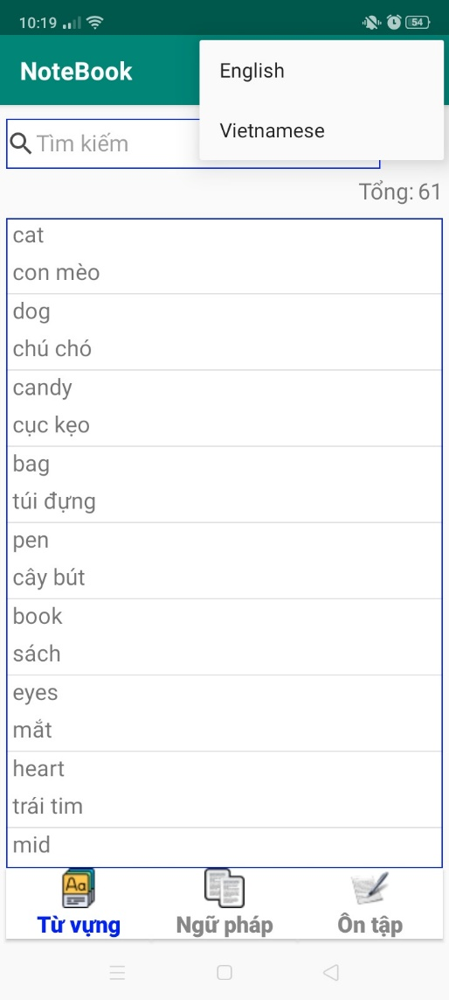 10:19
54
NoteBook
English
Vietnamese
Tìm kiếm
Tổng: 61
cat
con mèo
dog
chú chó
candy
cục kẹo
bag
túi đựng
pen
cây bút
book
sách
eyes
mắt
heart
trái tim
mid
Aa
Từ vựng
Ngữ pháp
Ôn tập